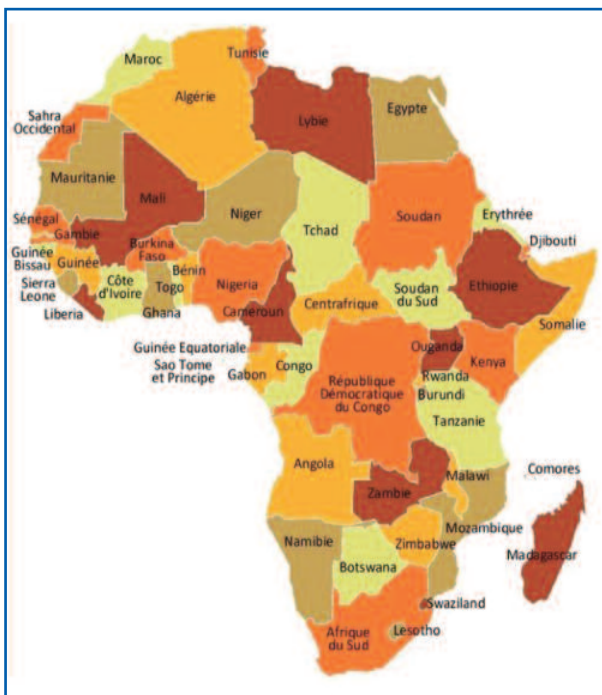 Maroc
Tunisie
Algérie
Lybie
Egypte
Sahra
Occidental
Mauritanie
Mali
Niger
Tchad
Soudan
Erythrée
Djibouti
Sénégal
Gambie
Burkina
Faso
Guinée
Bissau
Guinée
Bénin
Sierra
Leone
Côte
d'Ivoire
Togo
Ghana
Liberia
Nigeria
Cameroun
Centrafrique
Soudan
du Sud
Ethiopie
Somalie
Guinée Equatoriale
Sao Tome
et Principe
Gabon
Congo
République
Démocratique
du Congo
Ouganda
Kenya
Rwanda
Burundi
Tanzanie
Angola
Zambie
Malawi
Comores
Mozambique
Madagascar
Namibie
Zimbabwe
Botswana
Swaziland
Lesotho
Afrique
du Sud